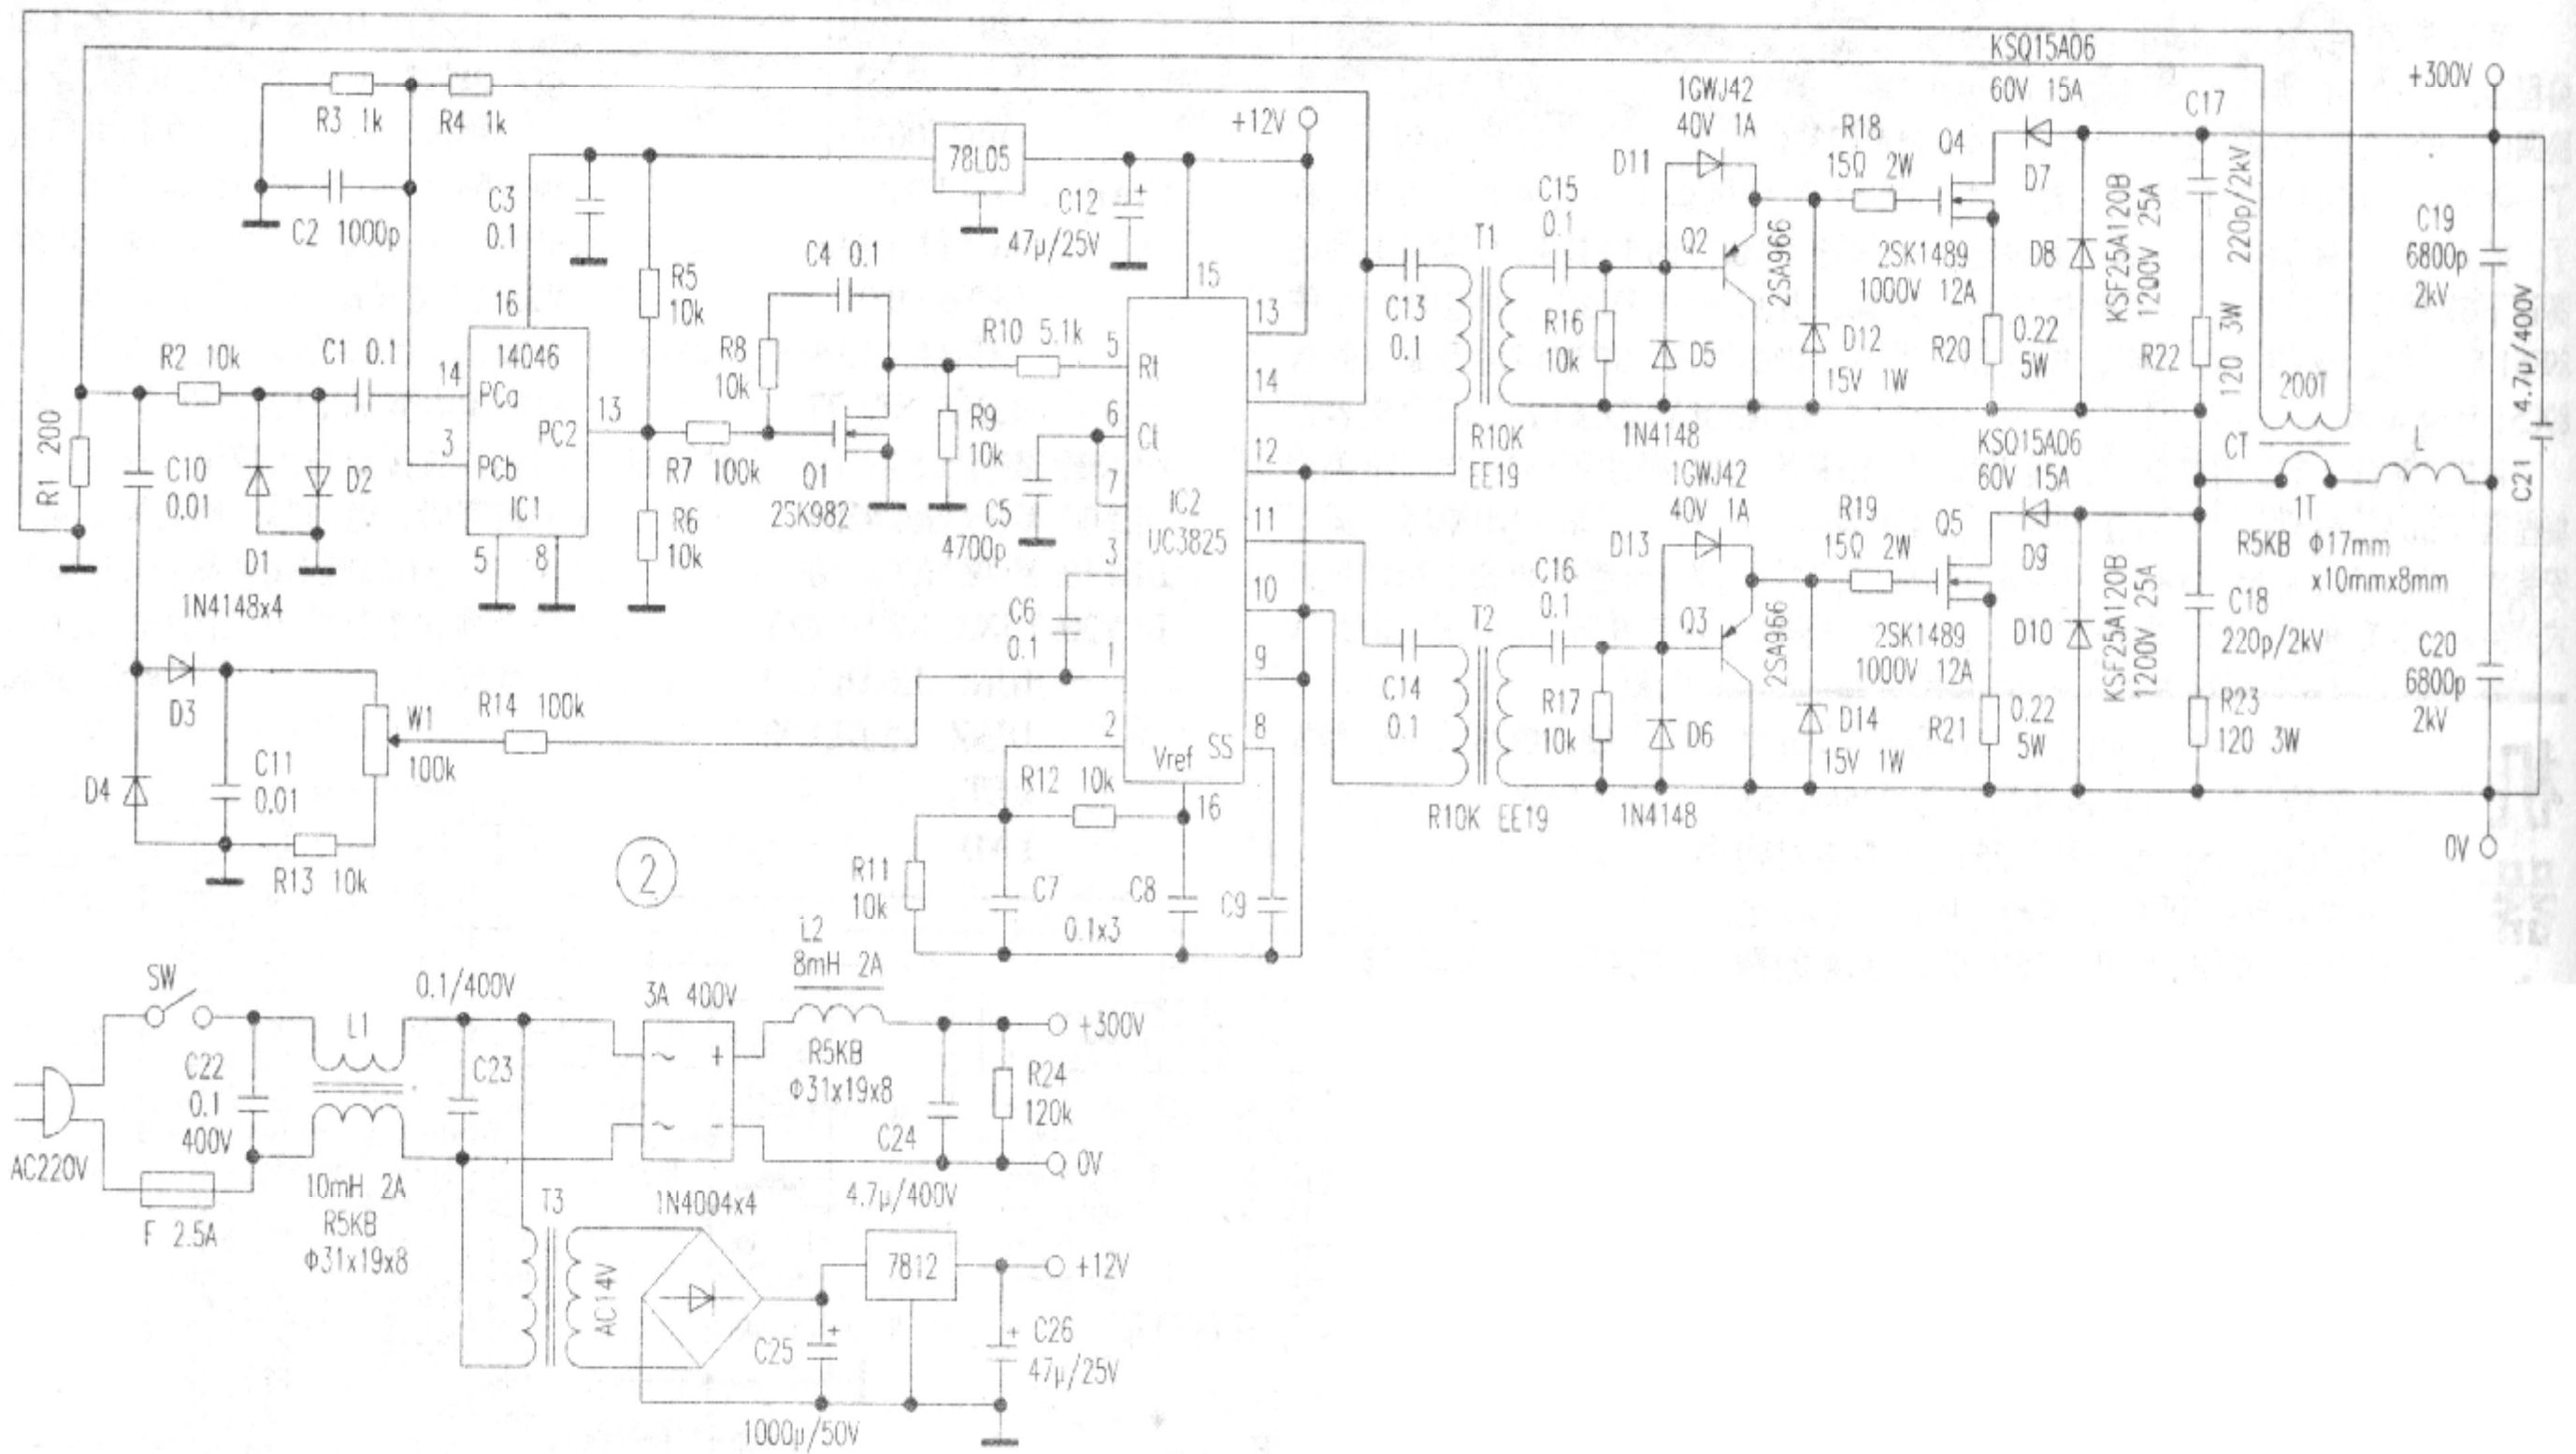 KSQ15A06
60V 15A
+300V
C17
220p/2kV
R3 1k
R4 1k
C2 1000p
+12V
78L05
C3
0.1
C12
47μ/25V
C4 0.1
1GWJ42
40V 1A
D11
R18
15Ω 2W
Q4
D7
C15
0.1
T1
Q2
2SA966
2SK1489
1000V 12A
D8
KSF25A120B
1200V 25A
C19
6800p
2kV
4.7μ/400V
C21
R5
10k
R8
10k
C13
0.1
R16
10k
D5
D12
15V 1W
R20
0.22
5W
R22
120 3W
200T
CT
L
1T
R5KB Φ17mm
x10mmx8mm
R10K
EE19
1N4148
R1 200
R2 10k
C1 0.1
C10
0.01
D1
D2
1N4148x4
16
14046
14
PCa
3
PCb
PC2
13
IC1
5
8
R7 100k
R6
10k
Q1
2SK982
R9
10k
R10 5.1k
C5
4700p
C6
0.1
15
5
Rt
6
Ct
7
3
1
2
IC2
UC3825
13
14
12
11
10
9
8
SS
Vref
16
KSQ15A06
60V 15A
1GWJ42
40V 1A
D13
R19
15Ω 2W
Q5
D9
C16
0.1
T2
Q3
2SA966
2SK1489
1000V 12A
D10
KSF25A120B
1200V 25A
C18
220p/2kV
C20
6800p
2kV
C14
0.1
R17
10k
D6
D14
15V 1W
R21
0.22
5W
R23
120 3W
R10K EE19
1N4148
0V
D3
D4
C11
0.01
W1
100k
R13 10k
R14 100k
R12 10k
R11
10k
C7
C8
C9
0.1x3
2
SW
AC220V
F 2.5A
C22
0.1
400V
L1
10mH 2A
R5KB
Φ31x19x8
0.1/400V
C23
3A 400V
~
+
~
-
L2
8mH 2A
R5KB
Φ31x19x8
C24
4.7μ/400V
R24
120k
+300V
0V
T3
AC14V
1N4004x4
7812
+12V
C25
1000μ/50V
C26
47μ/25V